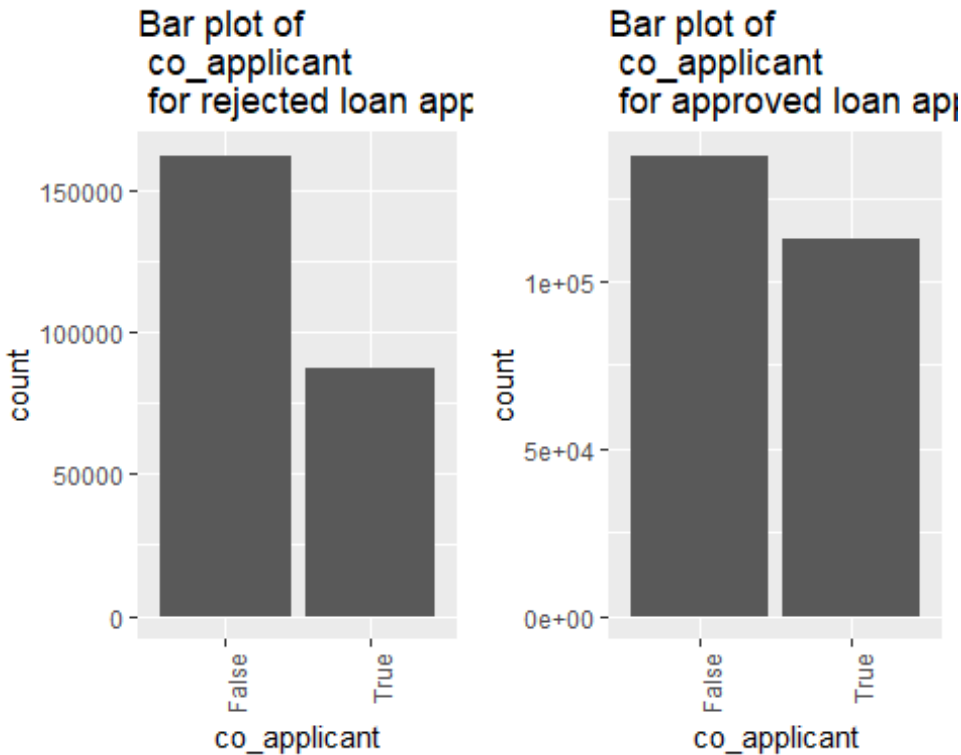 Bar plot of
co_applicant
for rejected loan app
count
150000
100000
50000
0
False
True
co_applicant
Bar plot of
co_applicant
for approved loan app
count
1e+05
5e+04
0e+00
False
True
co_applicant